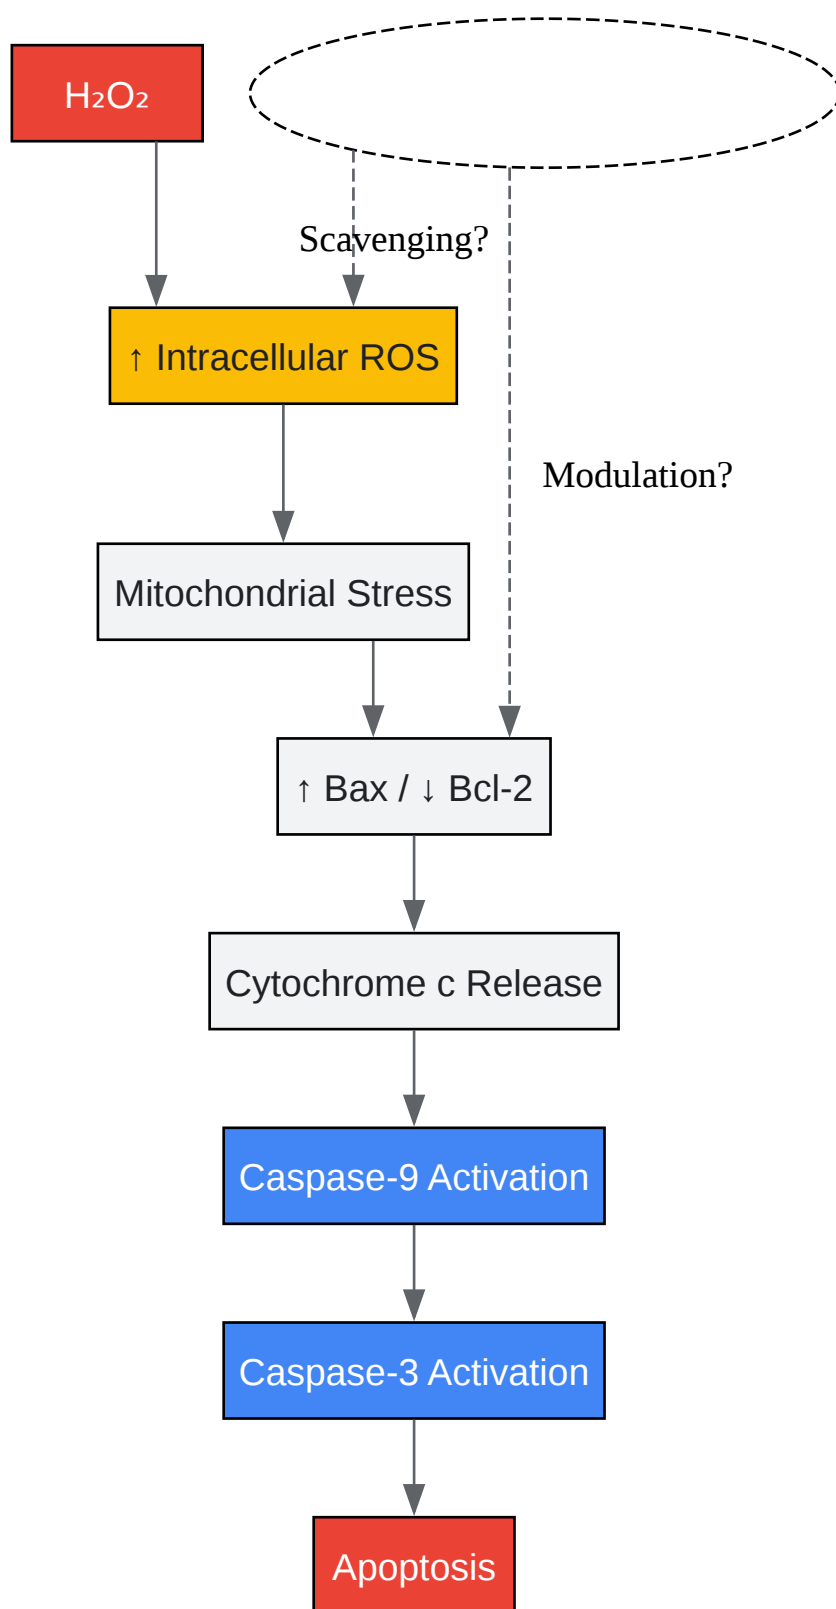 H₂O₂
Scavenging?
↑ Intracellular ROS
Modulation?
Mitochondrial Stress
↑ Bax / ↓ Bcl-2
Cytochrome c Release
Caspase-9 Activation
Caspase-3 Activation
Apoptosis